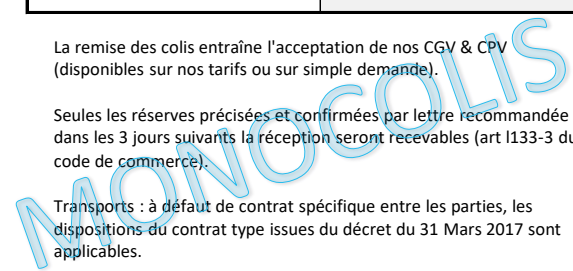 La remise des colis entraîne l'acceptation de nos CGV & CPV
(disponibles sur nos tarifs ou sur simple demande).
Seules les réserves précisées et confirmées par lettre recommandée
dans les 3 jours suivants la réception seront recevables (art l133-3 du
code de commerce).
Transports : à défaut de contrat spécifique entre les parties, les
dispositions du contrat type issues du décret du 31 Mars 2017 sont
applicables.
MONOCOLIS